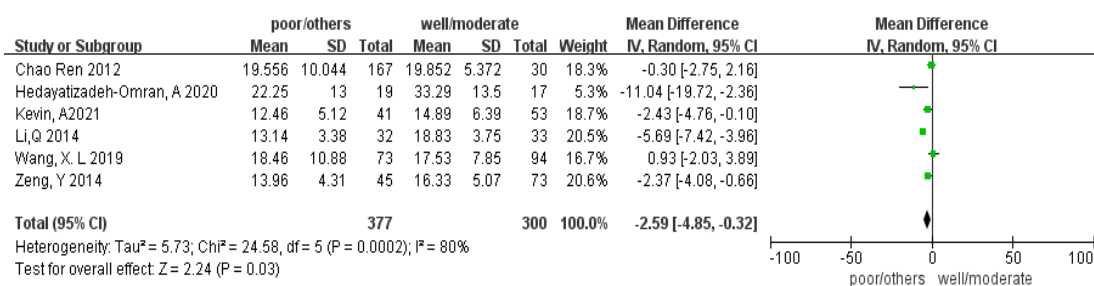 poor/others well/moderate Mean Difference Mean Difference
Study or Subgroup Mean SD Total Mean SD Total Weight IV, Random, 95% CI IV, Random, 95% CI
Chao Ren 2012 19.556 10.044 167 19.852 5.372 30 18.3% -0.30 [-2.75, 2.16]
Hedayatizadeh-Omran, A 2020 22.25 13 19 33.29 13.5 17 5.3% -11.04 [-19.72, -2.36]
Kevin, A2021 12.46 5.12 41 14.89 6.39 53 18.7% -2.43 [-4.76, -0.10]
Li,Q 2014 13.14 3.38 32 18.83 3.75 33 20.5% -5.69 [-7.42, -3.96]
Wang, X. L 2019 18.46 10.88 73 17.53 7.85 94 16.7% 0.93 [-2.03, 3.89]
Zeng, Y 2014 13.96 4.31 45 16.33 5.07 73 20.6% -2.37 [-4.08, -0.66]
Total (95% CI) 377 300 100.0% -2.59 [-4.85, -0.32]
Heterogeneity: Tau² = 5.73; Chi² = 24.58, df = 5 (P = 0.0002); I² = 80%
Test for overall effect: Z = 2.24 (P = 0.03)
-100 -50 0 50 100
poor/others well/moderate